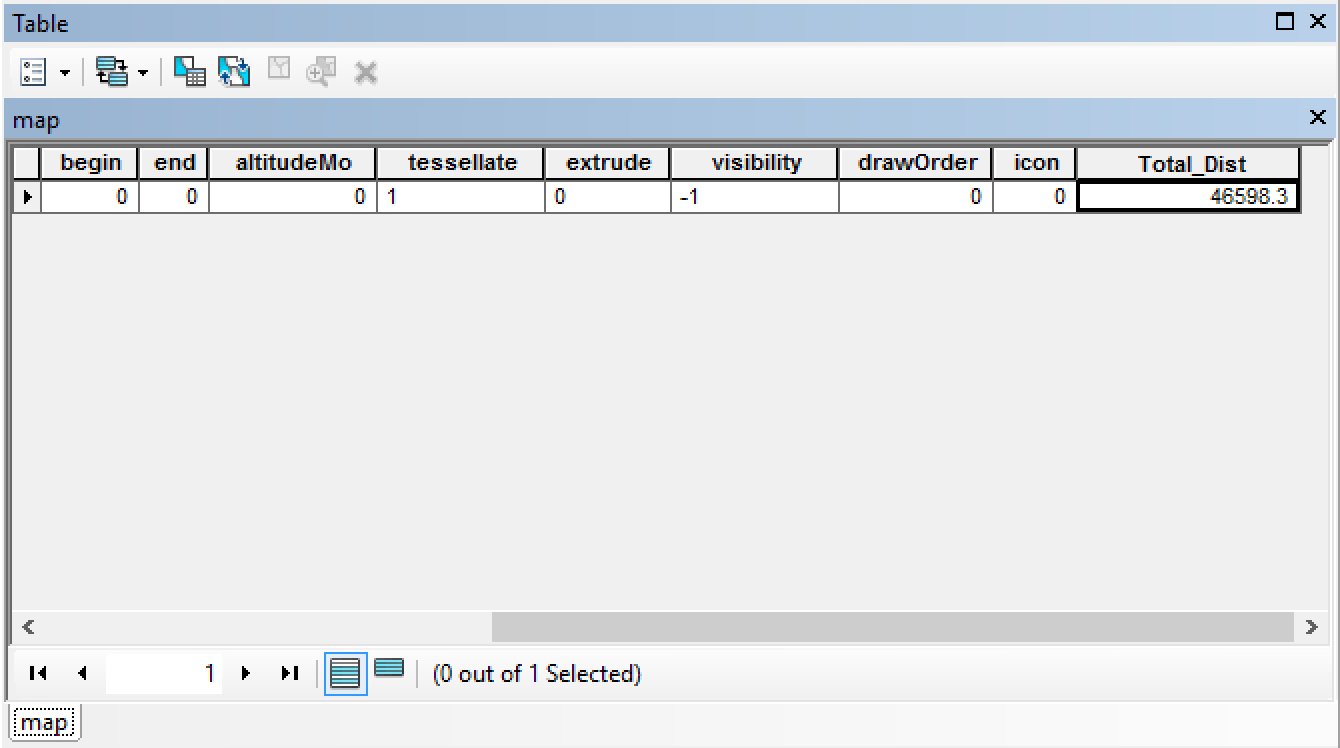 Table
map
begin end altitudeMo tessellate extrude visibility drawOrder icon Total_Dist
0 0 0 1 0 -1 0 0 46598.3
1 (0 out of 1 Selected)
map